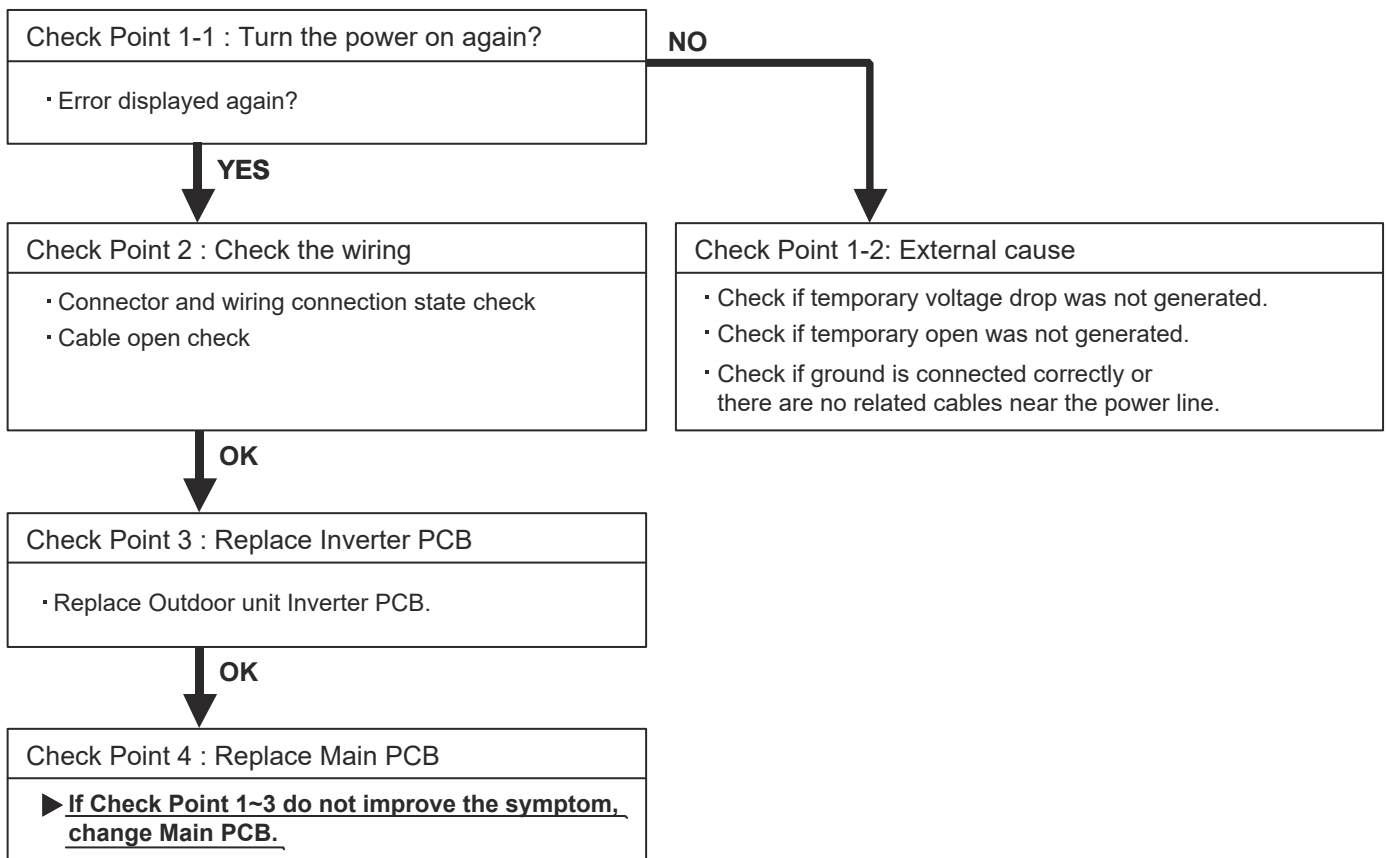 Check Point 1-1 : Turn the power on again?
・Error displayed again?
NO
YES
Check Point 2 : Check the wiring
・Connector and wiring connection state check
・Cable open check
Check Point 1-2: External cause
・Check if temporary voltage drop was not generated.
・Check if temporary open was not generated.
・Check if ground is connected correctly or
there are no related cables near the power line.
OK
Check Point 3 : Replace Inverter PCB
・Replace Outdoor unit Inverter PCB.
OK
Check Point 4 : Replace Main PCB
▶If Check Point 1~3 do not improve the symptom,
change Main PCB.